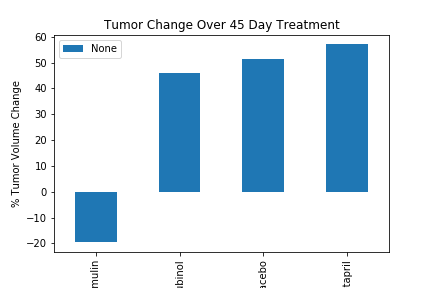 Tumor Change Over 45 Day Treatment
None
% Tumor Volume Change
60
50
40
30
20
10
0
−10
−20
mulin
ubinol
acebo
tapril